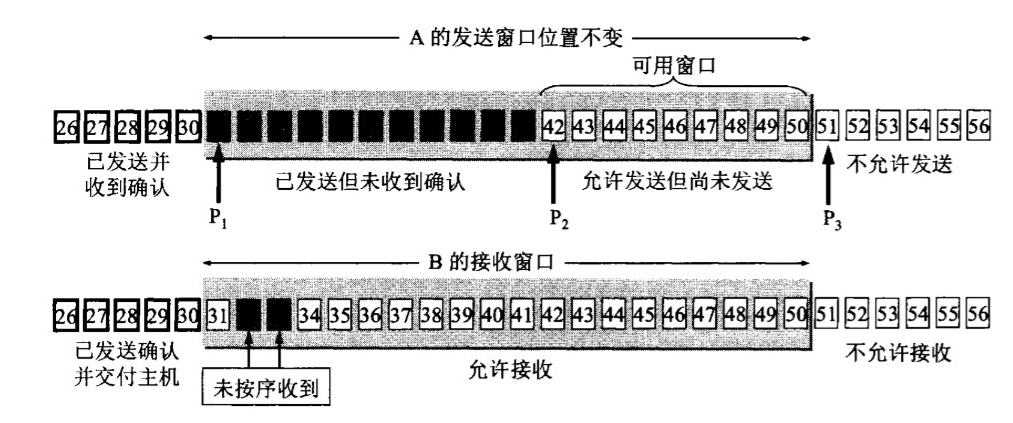 A 的发送窗口位置不变
可用窗口
26 27 28 29 30 42 43 44 45 46 47 48 49 50 51 52 53 54 55 56
已发送并
收到确认
已发送但未收到确认
允许发送但尚未发送
不允许发送
P1
P2
P3
B 的接收窗口
26 27 28 29 30 31 34 35 36 37 38 39 40 41 42 43 44 45 46 47 48 49 50 51 52 53 54 55 56
已发送确认
并交付主机
未按序收到
允许接收
不允许接收